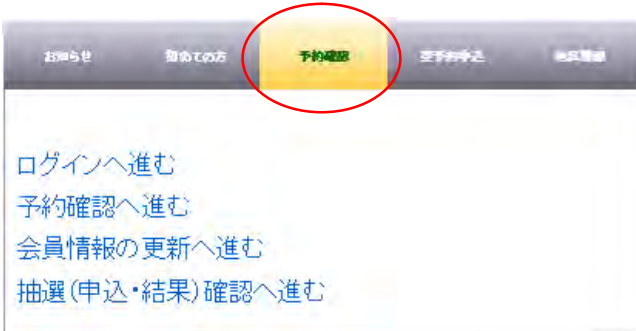 お知らせ 初めての方 予約確認
ログインへ進む
予約確認へ進む
会員情報の更新へ進む
抽選(申込・結果)確認へ進む